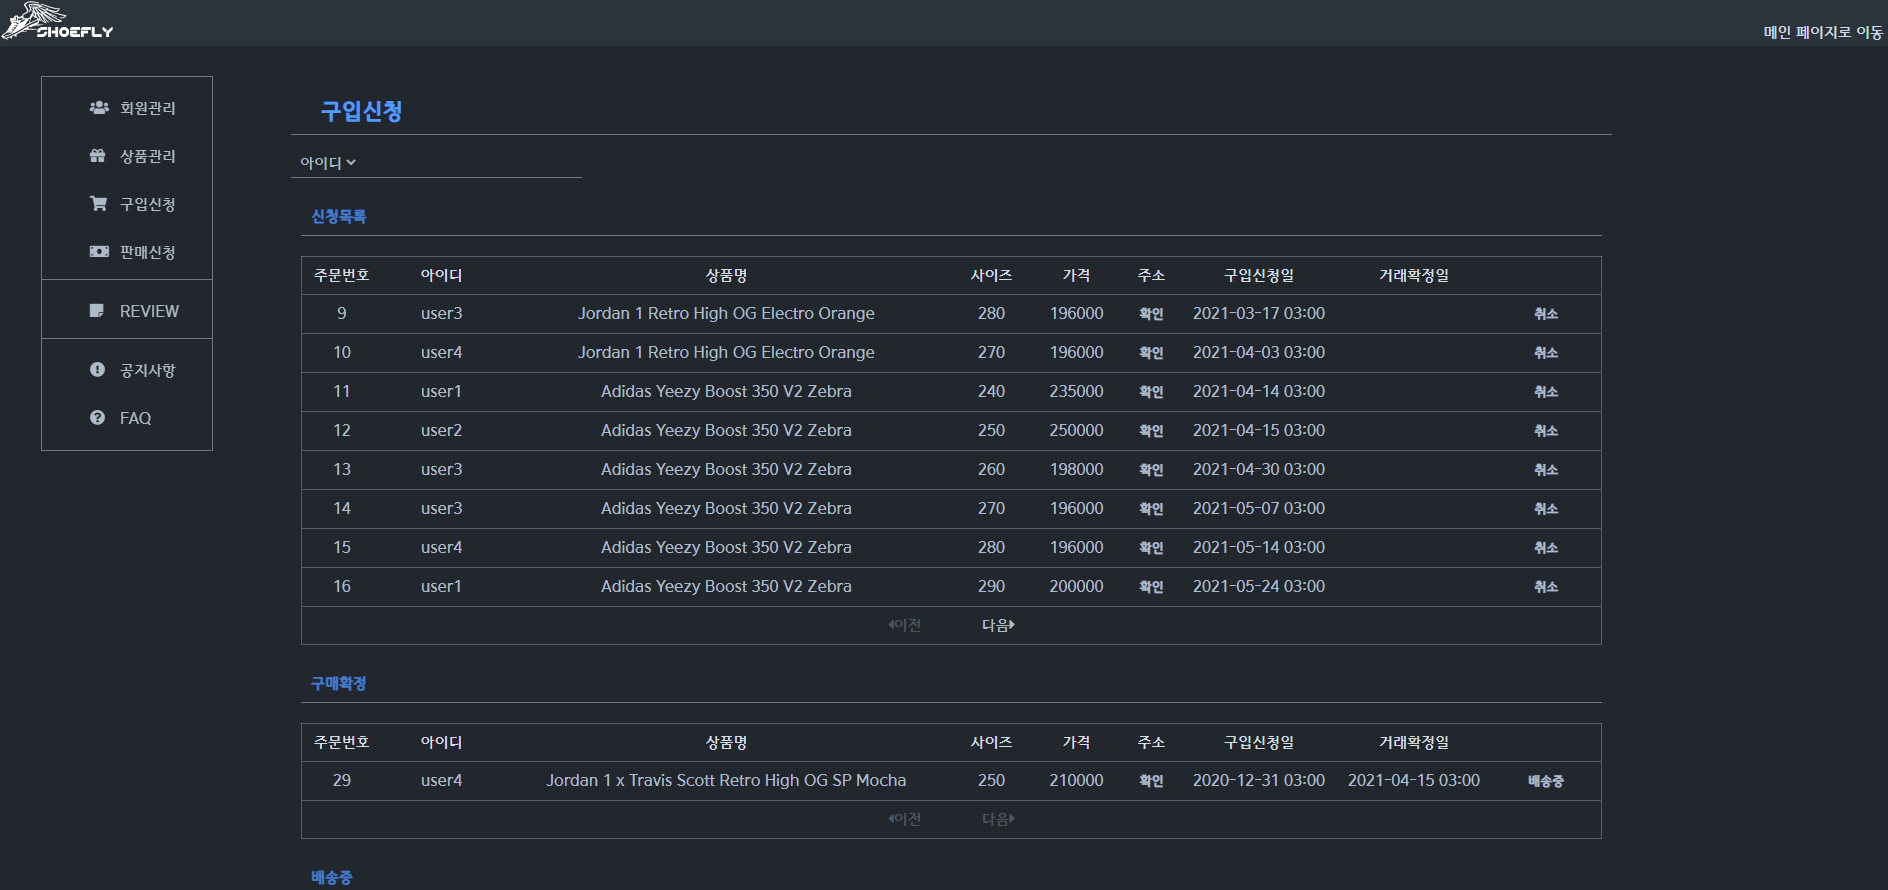 SHOEFLY
메인 페이지로 이동
회원관리
상품관리
구입신청
판매신청
REVIEW
공지사항
FAQ
구입신청
아이디
신청목록
주문번호 아이디 상품명 사이즈 가격 주소 구입신청일 거래확정일
9 user3 Jordan 1 Retro High OG Electro Orange 280 196000 확인 2021-03-17 03:00 취소
10 user4 Jordan 1 Retro High OG Electro Orange 270 196000 확인 2021-04-03 03:00 취소
11 user1 Adidas Yeezy Boost 350 V2 Zebra 240 235000 확인 2021-04-14 03:00 취소
12 user2 Adidas Yeezy Boost 350 V2 Zebra 250 250000 확인 2021-04-15 03:00 취소
13 user3 Adidas Yeezy Boost 350 V2 Zebra 260 198000 확인 2021-04-30 03:00 취소
14 user3 Adidas Yeezy Boost 350 V2 Zebra 270 196000 확인 2021-05-07 03:00 취소
15 user4 Adidas Yeezy Boost 350 V2 Zebra 280 196000 확인 2021-05-14 03:00 취소
16 user1 Adidas Yeezy Boost 350 V2 Zebra 290 200000 확인 2021-05-24 03:00 취소
이전 다음
구매확정
주문번호 아이디 상품명 사이즈 가격 주소 구입신청일 거래확정일
29 user4 Jordan 1 x Travis Scott Retro High OG SP Mocha 250 210000 확인 2020-12-31 03:00 2021-04-15 03:00 배송중
이전 다음
배송중